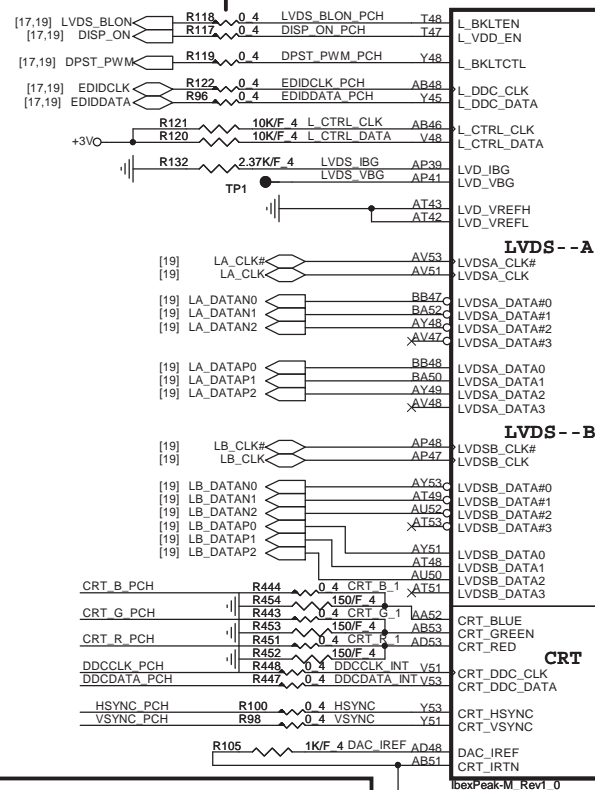 [17,19] LVDS_BLON R118 0_4 LVDS_BLON_PCH T48 L_BKLTEN
[17,19] DISP_ON R117 0_4 DISP_ON_PCH T47 L_VDD_EN
[17,19] DPST_PWM R119 0_4 DPST_PWM_PCH Y48 L_BKLTCTL
[17,19] EDIDCLK R122 0_4 EDIDCLK_PCH AB48 L_DDC_CLK
[17,19] EDIDDATA R96 0_4 EDIDDATA_PCH Y45 L_DDC_DATA
R121 10K/F_4 L_CTRL_CLK AB46 L_CTRL_CLK
+3V R120 10K/F_4 L_CTRL_DATA V48 L_CTRL_DATA
R132 2.37K/F_4 LVDS_IBG AP39 LVD_IBG
TP1 LVDS_VBG AP41 LVD_VBG
AT43 LVD_VREFH
AT42 LVD_VREFL
LVDS--A
[19] LA_CLK# AV53 LVDSA_CLK#
[19] LA_CLK AV51 LVDSA_CLK
[19] LA_DATAN0 BB47 LVDSA_DATA#0
[19] LA_DATAN1 BA52 LVDSA_DATA#1
[19] LA_DATAN2 AY48 LVDSA_DATA#2
AV47 LVDSA_DATA#3
[19] LA_DATAP0 BB48 LVDSA_DATA0
[19] LA_DATAP1 BA50 LVDSA_DATA1
[19] LA_DATAP2 AY49 LVDSA_DATA2
AV48 LVDSA_DATA3
LVDS--B
[19] LB_CLK# AP48 LVDSB_CLK#
[19] LB_CLK AP47 LVDSB_CLK
[19] LB_DATAN0 AY53 LVDSB_DATA#0
[19] LB_DATAN1 AT49 LVDSB_DATA#1
[19] LB_DATAN2 AU52 LVDSB_DATA#2
[19] LB_DATAP0 AT53 LVDSB_DATA#3
[19] LB_DATAP1 AY51 LVDSB_DATA0
[19] LB_DATAP2 AT48 LVDSB_DATA1
AU50 LVDSB_DATA2
AT51 LVDSB_DATA3
CRT_B_PCH R444 0_4 CRT_B_1
R454 150/F_4
CRT_G_PCH R443 0_4 CRT_G_1 AA52 CRT_BLUE
R453 150/F_4 AB53 CRT_GREEN
CRT_R_PCH R451 0_4 CRT_R_1 AD53 CRT_RED
R452 150/F_4
CRT
DDCCLK_PCH R448 0_4 DDCCLK_INT V51 CRT_DDC_CLK
DDCDATA_PCH R447 0_4 DDCDATA_INT V53 CRT_DDC_DATA
HSYNC_PCH R100 0_4 HSYNC Y53 CRT_HSYNC
VSYNC_PCH R98 0_4 VSYNC Y51 CRT_VSYNC
R105 1K/F_4 DAC_IREF AD48 DAC_IREF
AB51 CRT_IRTN
IbexPeak-M_Rev1_0